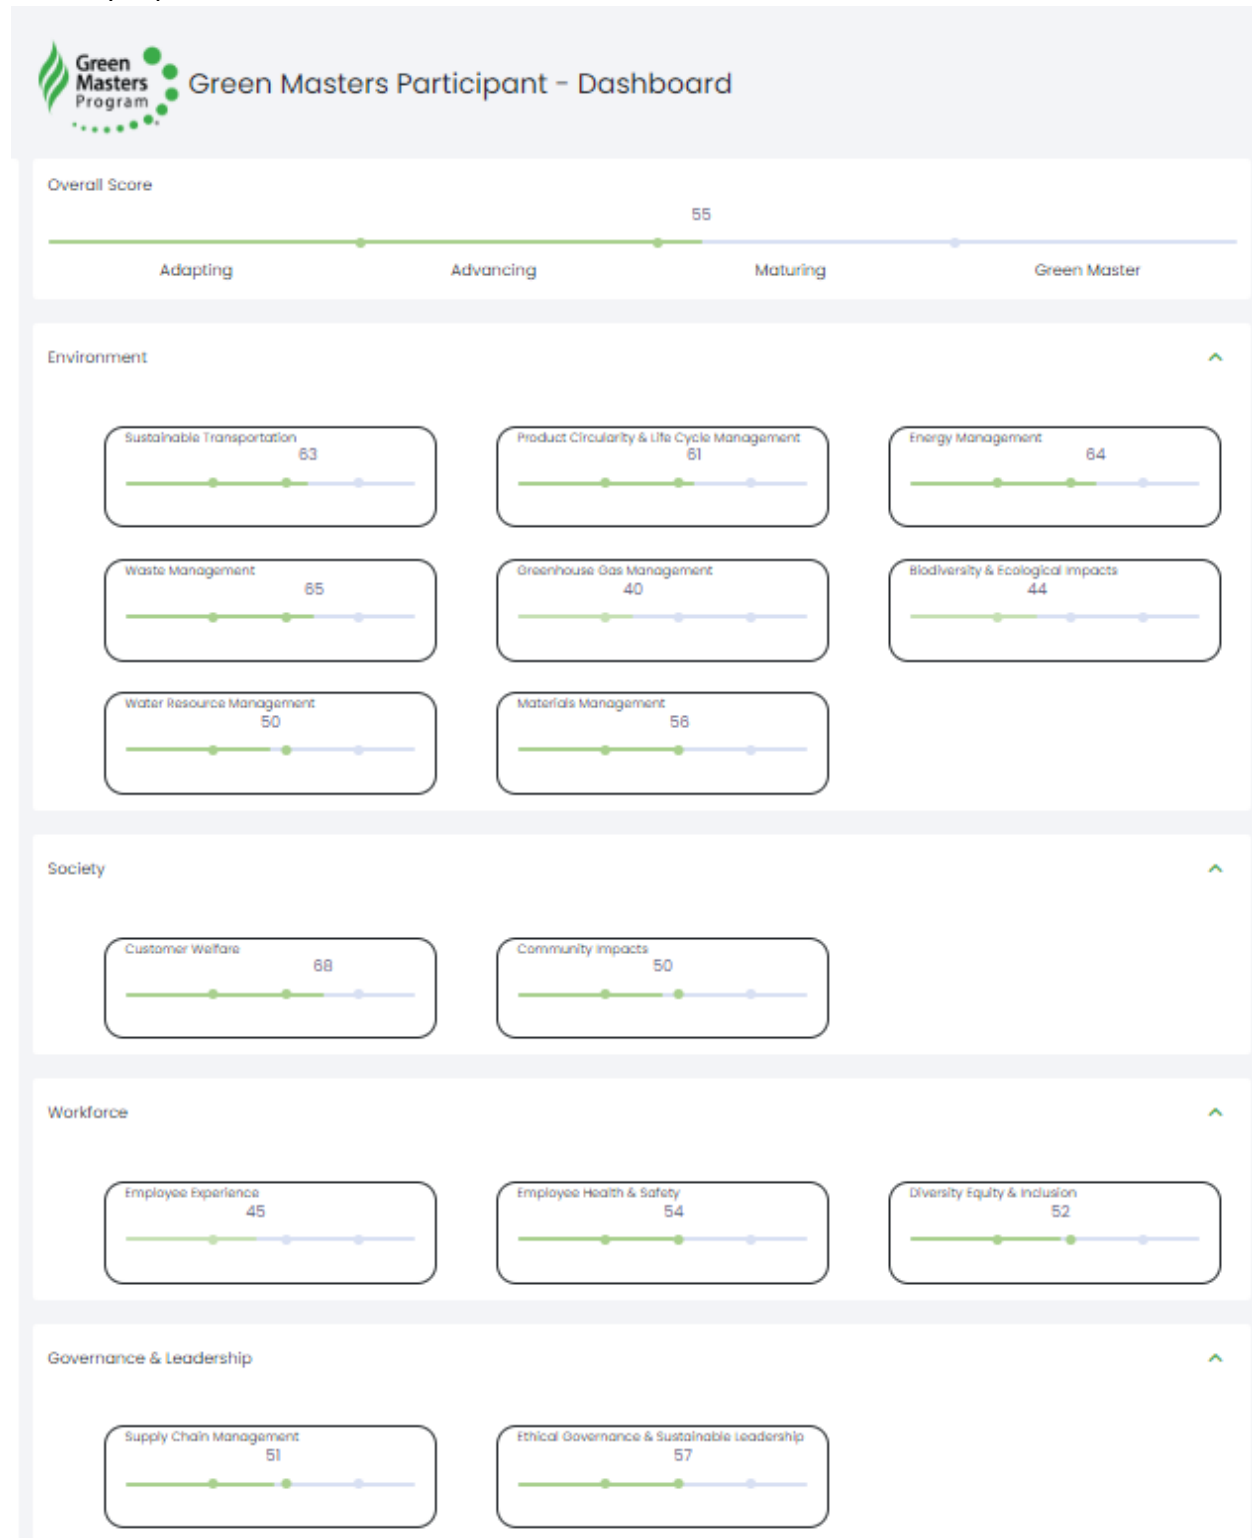 Green
Masters
Program
Green Masters Participant - Dashboard
Overall Score
55
Adapting Advancing Maturing Green Master
Environment
Sustainable Transportation
63
Product Circularity & Life Cycle Management
61
Energy Management
64
Waste Management
65
Greenhouse Gas Management
40
Biodiversity & Ecological Impacts
44
Water Resource Management
50
Materials Management
56
Society
Customer Welfare
68
Community Impacts
50
Workforce
Employee Experience
45
Employee Health & Safety
54
Diversity Equity & Inclusion
52
Governance & Leadership
Supply Chain Management
51
Ethical Governance & Sustainable Leadership
57